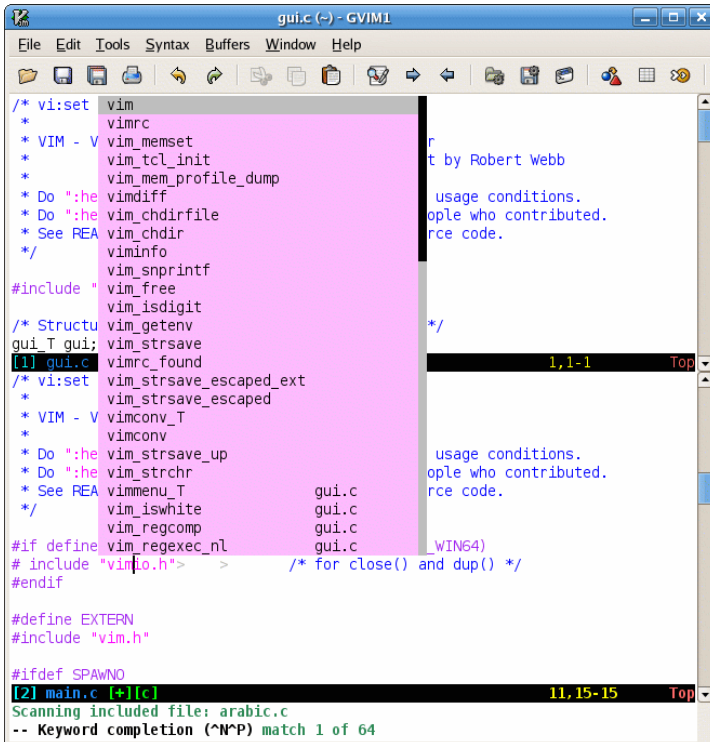 gui.c (~) - GVIM1
File Edit Tools Syntax Buffers Window Help
/* vi:set vim
* vimrc
* VIM - V vim_memset r
* vim_tcl_init t by Robert Webb
* vim_mem_profile_dump
* Do ":he vimdiff usage conditions.
* Do ":he vim_chdirfile ople who contributed.
* See REA vim_chdir rce code.
*/ viminfo
vim_snprintf
#include " vim_free
vim_isdigit
/* Structu vim_getenv */
gui_T gui; vim_strsave
[1] gui.c vimrc_found 1,1-1 Top
/* vi:set vim_strsave_escaped_ext
* vim_strsave_escaped
* VIM - V vimconv_T
* vimconv
* Do ":he vim_strsave_up usage conditions.
* Do ":he vim_strchr ople who contributed.
* See REA vimmenu_T gui.c rce code.
*/ vim_iswhite gui.c
vim_regcomp gui.c
#if define vim_regexec_nl gui.c _WIN64)
# include "vimio.h"> > /* for close() and dup() */
#endif
#define EXTERN
#include "vim.h"
#ifdef SPAWNO
[2] main.c [+][c] 11,15-15 Top
Scanning included file: arabic.c
-- Keyword completion (^N^P) match 1 of 64